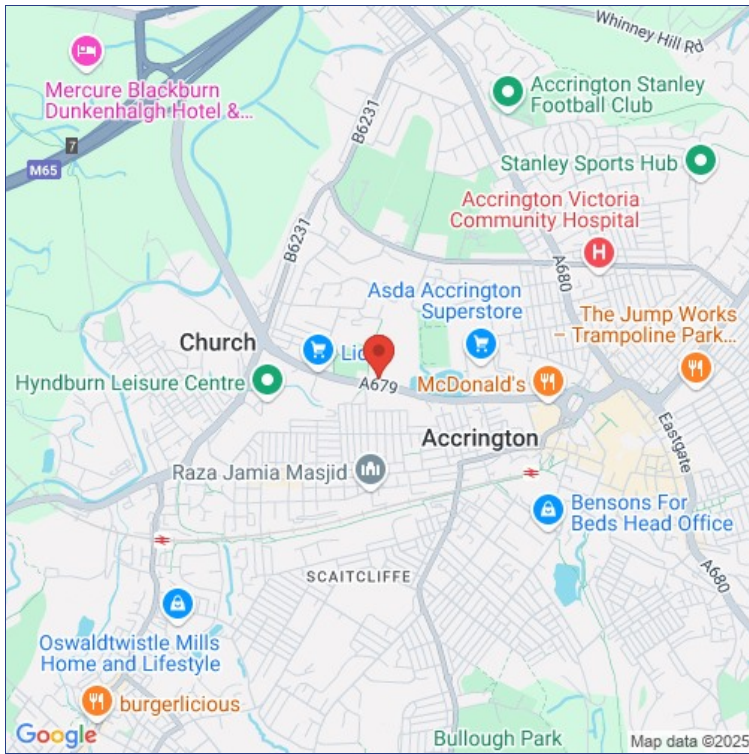 Whinney Hill Rd
Mercure Blackburn
Dunkenhalgh Hotel &...
7
M65
B6231
Accrington Stanley
Football Club
Stanley Sports Hub
Accrington Victoria
Community Hospital
H
B6231
A680
Asda Accrington
Superstore
The Jump Works
– Trampoline Park...
Church
Hyndburn Leisure Centre
A679
McDonald's
Accrington
Eastgate
Raza Jamia Masjid
Bensons For
Beds Head Office
A680
SCAITCLIFFE
Oswaldtwistle Mills
Home and Lifestyle
burgerlicious
Bullough Park
Google
Map data ©2025